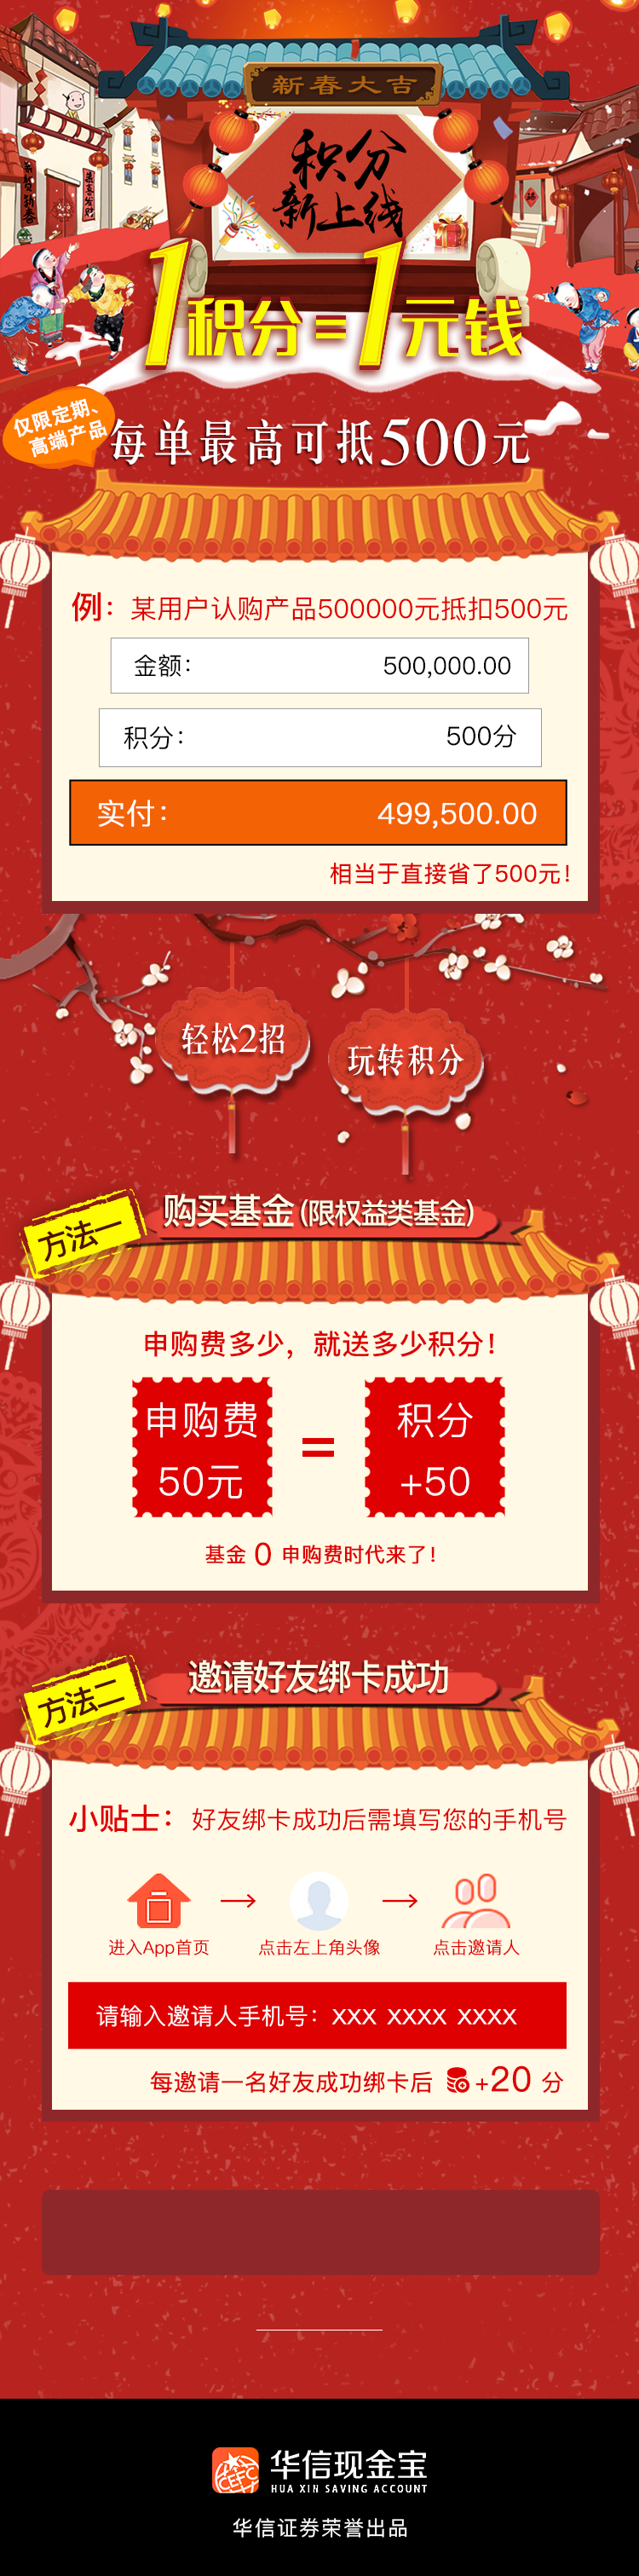 新春大吉
恭贺新春
恭喜发财
积分
新上线
1积分=1元钱
仅限定期、
高端产品
每单最高可抵500元
例：某用户认购产品500000元抵扣500元
金额： 500,000.00
积分： 500分
实付： 499,500.00
相当于直接省了500元！
轻松2招
玩转积分
方法一
购买基金(限权益类基金)
申购费多少，就送多少积分！
申购费
50元
=
积分
+50
基金 0 申购费时代来了！
方法二
邀请好友绑卡成功
小贴士：好友绑卡成功后需填写您的手机号
进入App首页
点击左上角头像
点击邀请人
请输入邀请人手机号：xxx xxxx xxxx
每邀请一名好友成功绑卡后 +20 分
CEFC
华信现金宝
HUA XIN SAVING ACCOUNT
华信证券荣誉出品